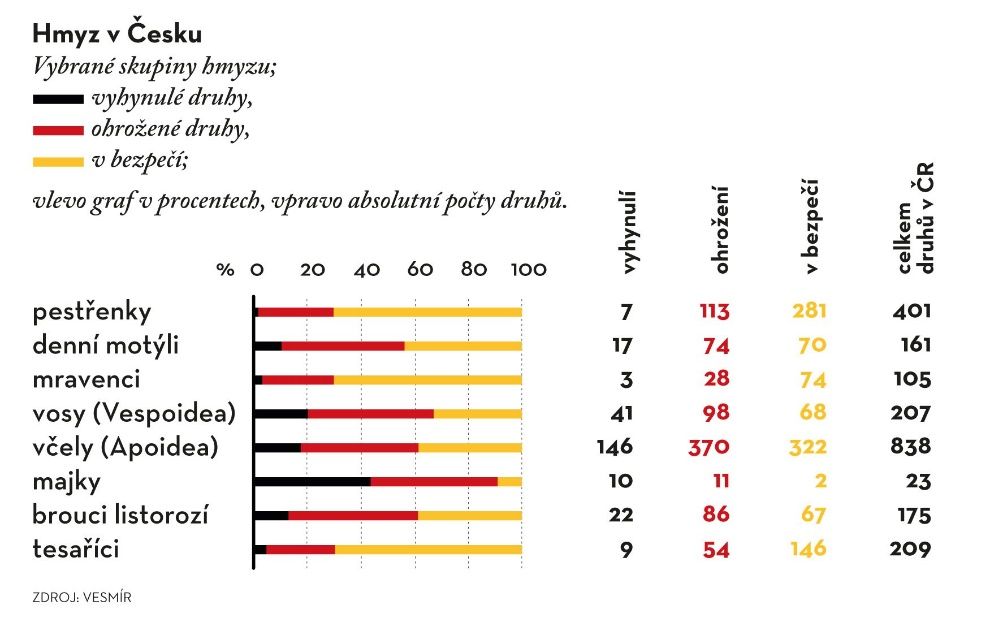 Hmyz v Česku
Vybrané skupiny hmyzu;
vyhynulé druhy,
ohrožené druhy,
v bezpečí;
vlevo graf v procentech, vpravo absolutní počty druhů.
vyhynulí
ohrožení
v bezpečí
celkem
druhů v ČR
% 0 20 40 60 80 100
pestřenky 7 113 281 401
denní motýli 17 74 70 161
mravenci 3 28 74 105
vosy (Vespoidea) 41 98 68 207
včely (Apoidea) 146 370 322 838
majky 10 11 2 23
brouci listorozí 22 86 67 175
tesaříci 9 54 146 209
ZDROJ: VESMÍR